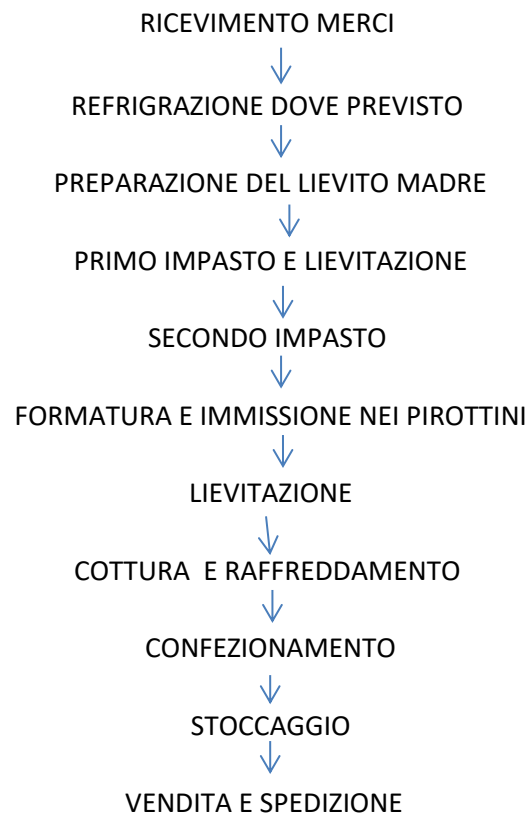 RICEVIMENTO MERCI
REFRIGRAZIONE DOVE PREVISTO
PREPARAZIONE DEL LIEVITO MADRE
PRIMO IMPASTO E LIEVITAZIONE
SECONDO IMPASTO
FORMATURA E IMMISSIONE NEI PIROTTINI
LIEVITAZIONE
COTTURA E RAFFREDDAMENTO
CONFEZIONAMENTO
STOCCAGGIO
VENDITA E SPEDIZIONE